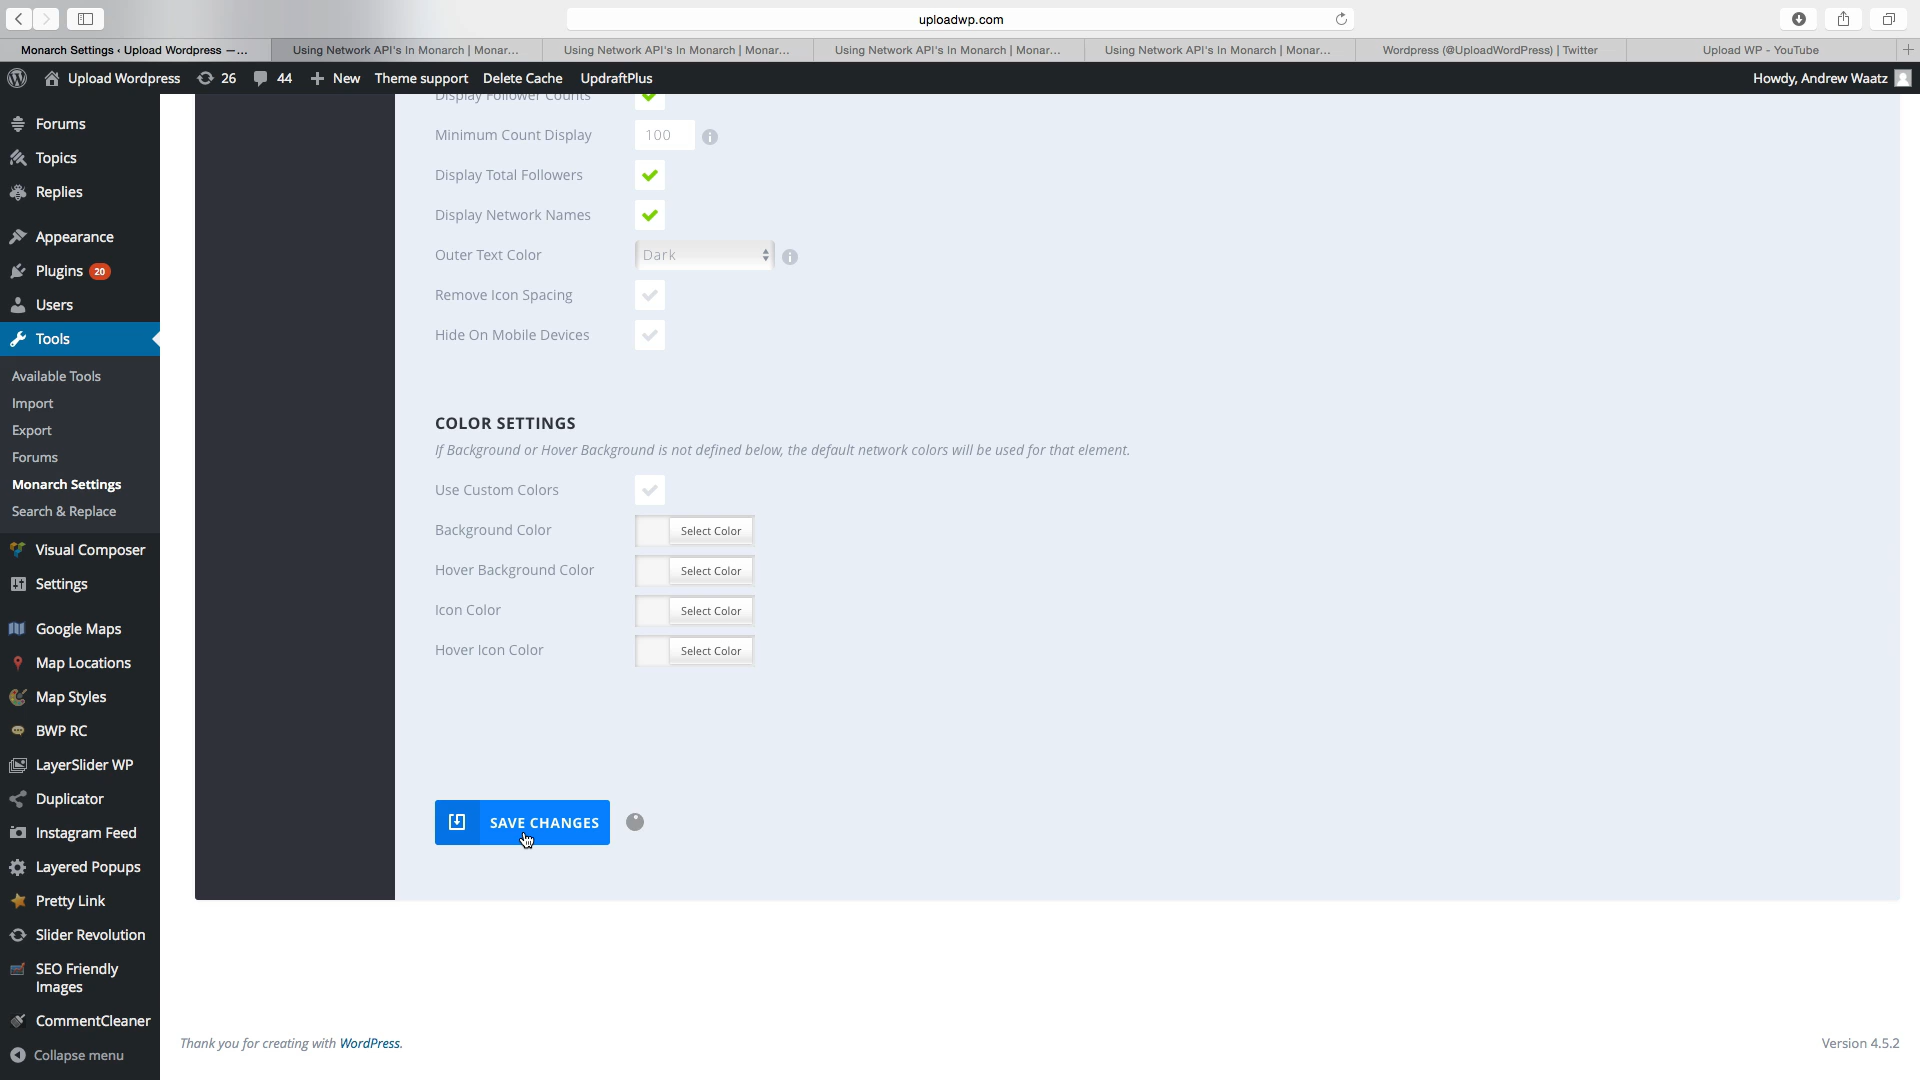 uploadwp.com
Monarch Settings ‹ Upload Wordpress —...
Using Network API's In Monarch | Monar...
Using Network API's In Monarch | Monar...
Using Network API's In Monarch | Monar...
Using Network API's In Monarch | Monar...
Wordpress (@UploadWordPress) | Twitter
Upload WP - YouTube
Upload Wordpress
26
44
New
Theme support
Delete Cache
UpdraftPlus
Howdy, Andrew Waatz
Forums
Topics
Replies
Appearance
Plugins 20
Users
Tools
Available Tools
Import
Export
Forums
Monarch Settings
Search & Replace
Visual Composer
Settings
Google Maps
Map Locations
Map Styles
BWP RC
LayerSlider WP
Duplicator
Instagram Feed
Layered Popups
Pretty Link
Slider Revolution
SEO Friendly
Images
CommentCleaner
Collapse menu
Display Follower Counts
Minimum Count Display 100
Display Total Followers
Display Network Names
Outer Text Color Dark
Remove Icon Spacing
Hide On Mobile Devices
COLOR SETTINGS
If Background or Hover Background is not defined below, the default network colors will be used for that element.
Use Custom Colors
Background Color Select Color
Hover Background Color Select Color
Icon Color Select Color
Hover Icon Color Select Color
SAVE CHANGES
Thank you for creating with WordPress.
Version 4.5.2